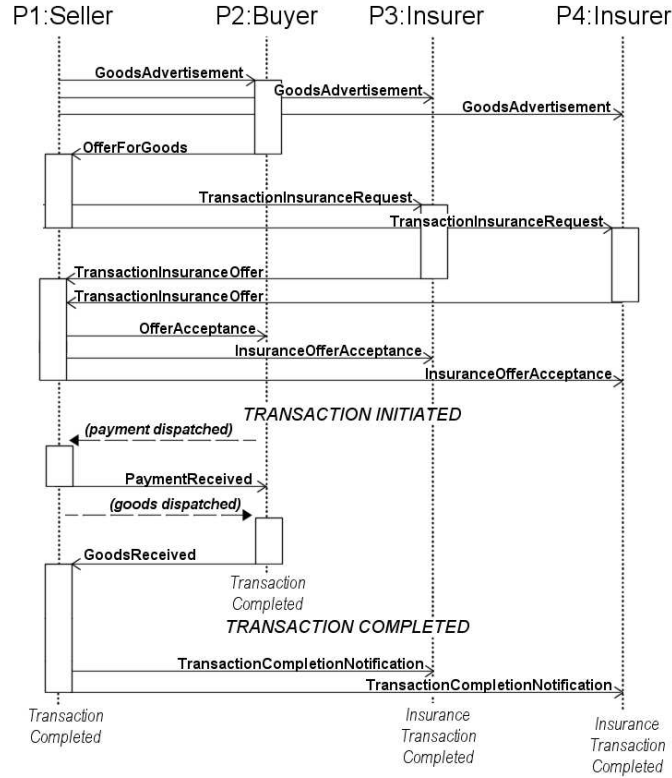 P1:Seller P2:Buyer P3:Insurer P4:Insurer
GoodsAdvertisement
GoodsAdvertisement
GoodsAdvertisement
OfferForGoods
TransactionInsuranceRequest
TransactionInsuranceRequest
TransactionInsuranceOffer
TransactionInsuranceOffer
OfferAcceptance
InsuranceOfferAcceptance
InsuranceOfferAcceptance
TRANSACTION INITIATED
(payment dispatched)
PaymentReceived
(goods dispatched)
GoodsReceived
Transaction
Completed
TRANSACTION COMPLETED
TransactionCompletionNotification
TransactionCompletionNotification
Transaction
Completed
Insurance
Transaction
Completed
Insurance
Transaction
Completed